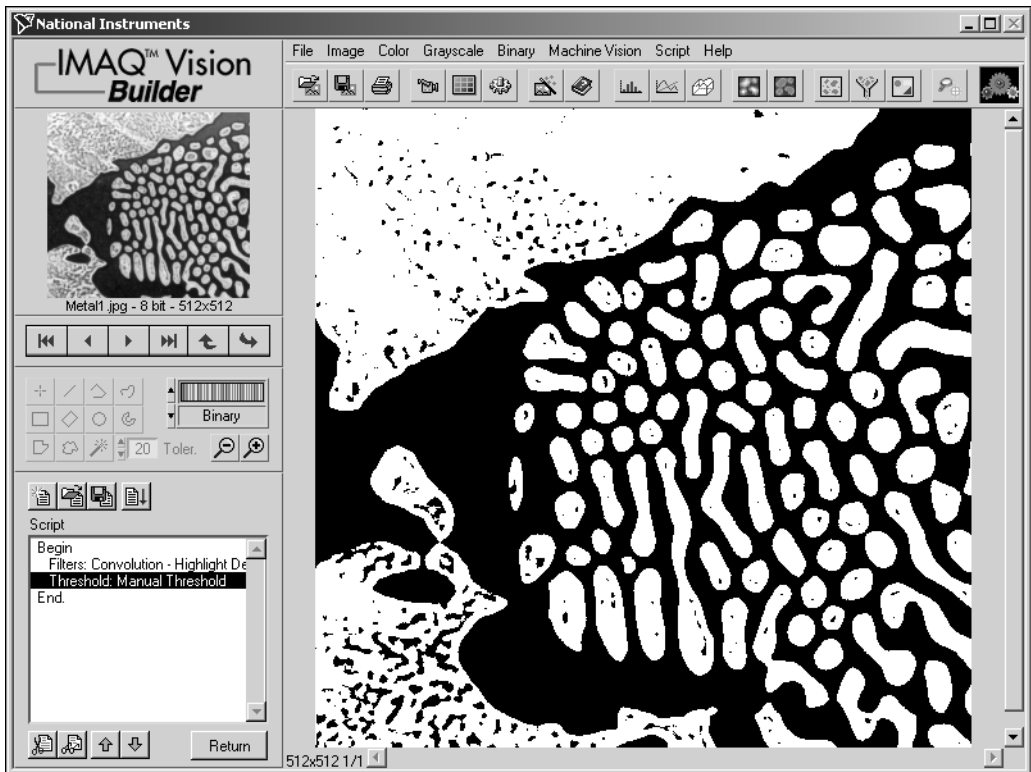 National Instruments
IMAQ™ Vision
Builder
File Image Color Grayscale Binary Machine Vision Script Help
Metal1.jpg - 8 bit - 512x512
Binary
20 Toler.
Script
Begin
Filters: Convolution - Highlight De
Threshold: Manual Threshold
End.
Return
512x512 1/1